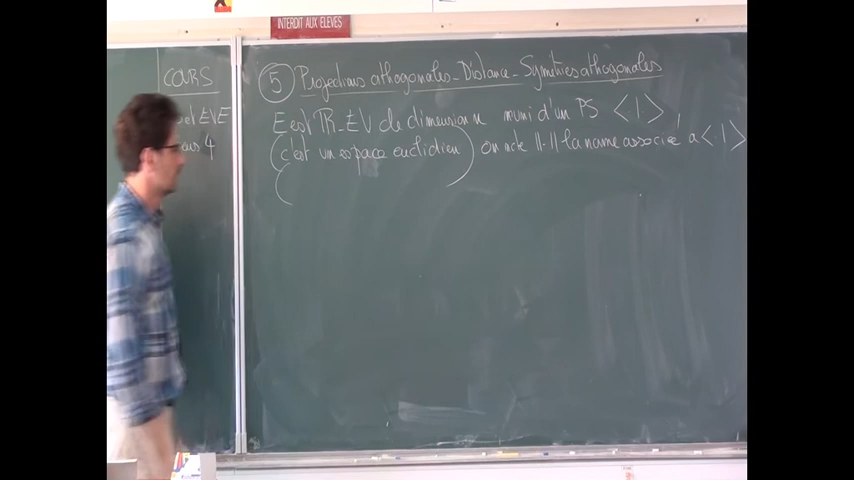 INTERDIT AUX ELEVES
COURS
EVE
4
5 Projections orthogonales - Distance - Symétries orthogonales
E est R-EV de dimension n muni d'un PS < | >
(c'est un espace euclidien) on note ||-|| la norme associée à < | >
(